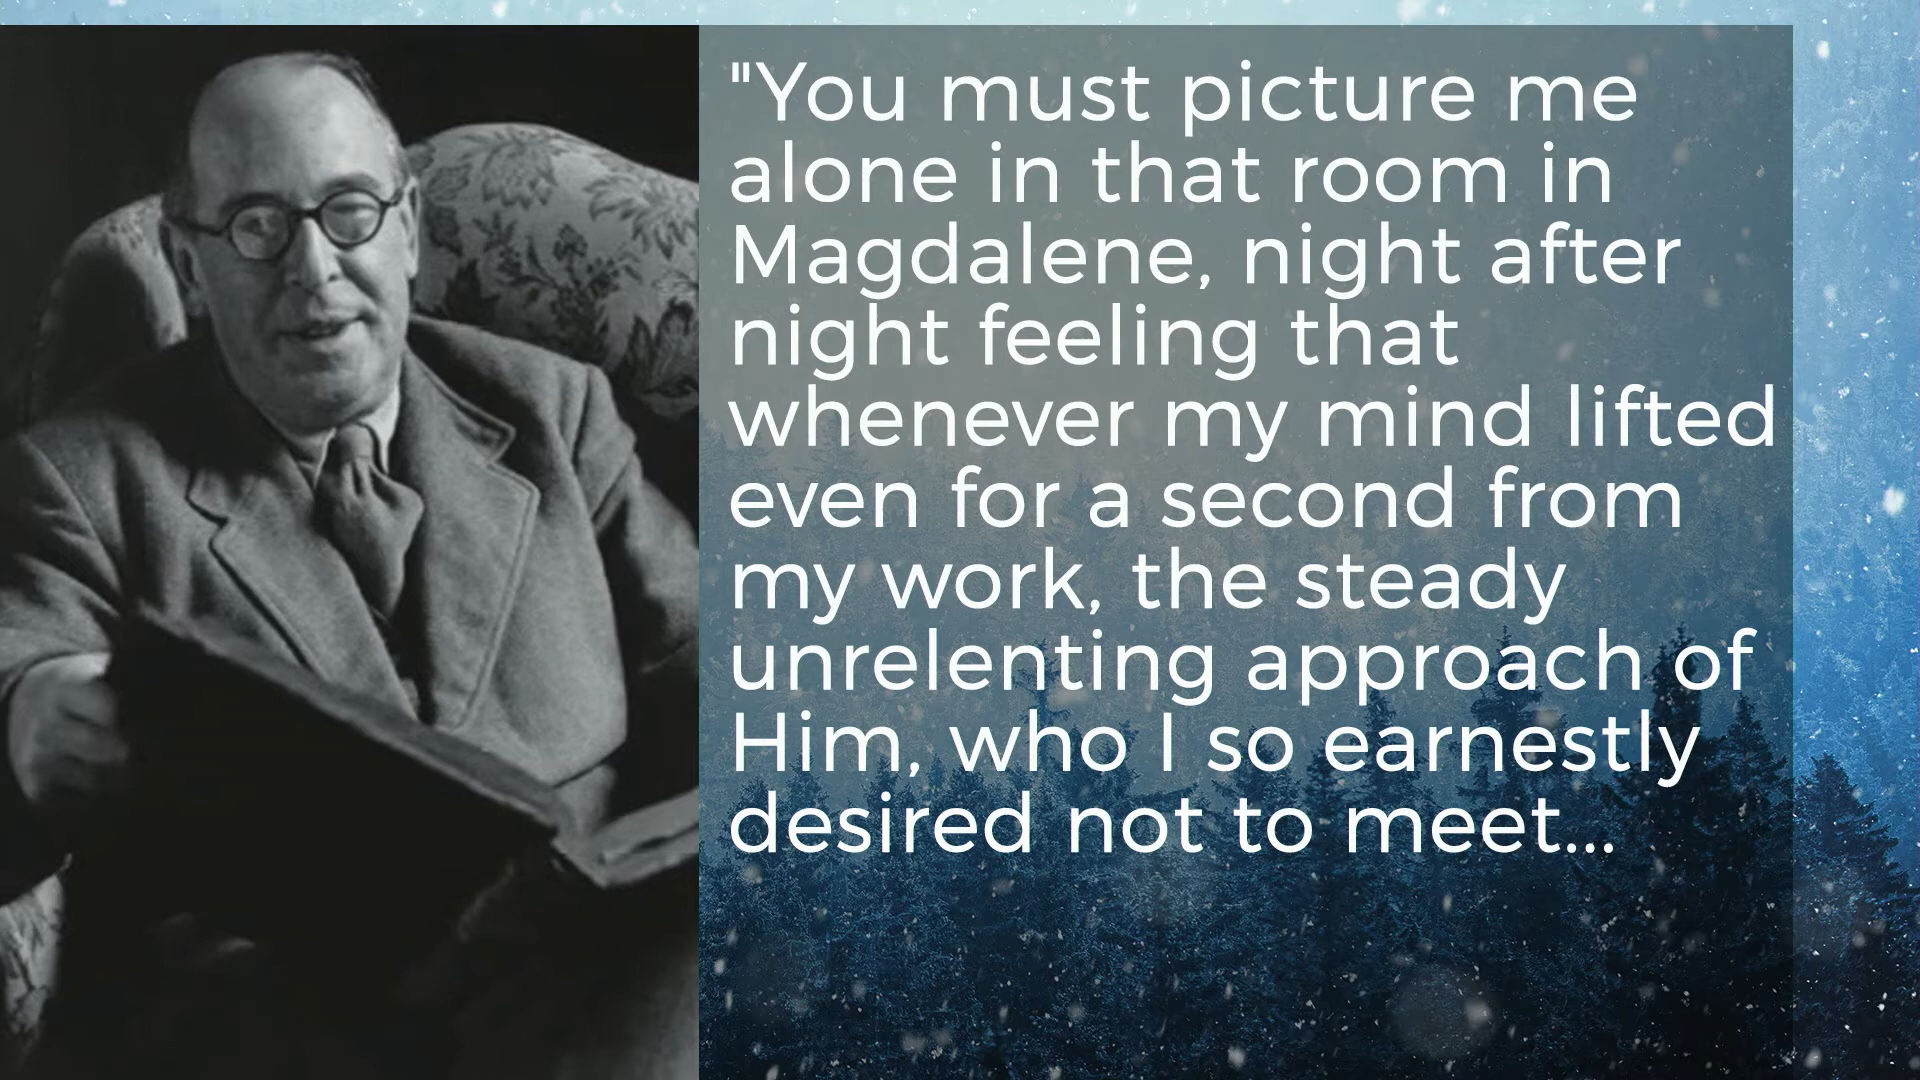 "You must picture me
alone in that room in
Magdalene, night after
night feeling that
whenever my mind lifted
even for a second from
my work, the steady
unrelenting approach of
Him, who I so earnestly
desired not to meet...